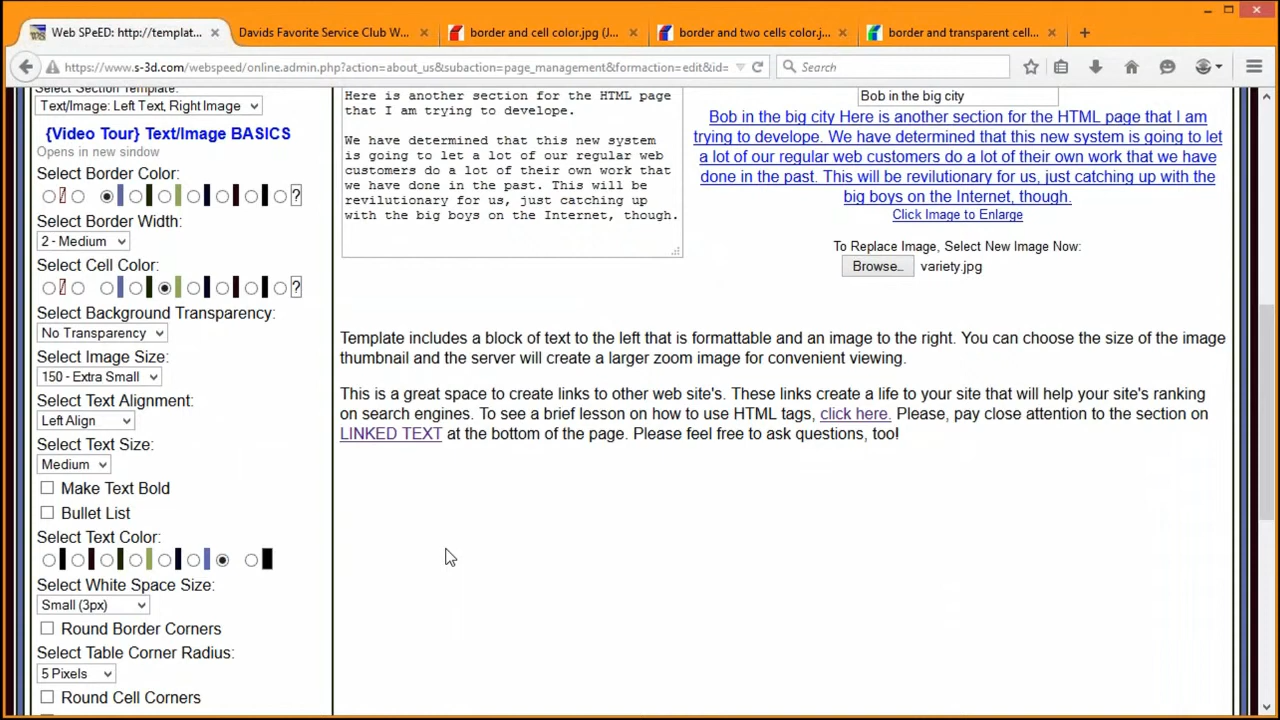 Web SPeED: http://templat...
Davids Favorite Service Club W...
border and cell color.jpg (J...
border and two cells color.j...
border and transparent cell...
https://www.s-3d.com/webspeed/online.admin.php?action=about_us&subaction=page_management&formaction=edit&id=
Search
Text/Image: Left Text, Right Image
{Video Tour} Text/Image BASICS
Opens in new sindow
Select Border Color:
?
Select Border Width:
2 - Medium
Select Cell Color:
?
Select Background Transparency:
No Transparency
Select Image Size:
150 - Extra Small
Select Text Alignment:
Left Align
Select Text Size:
Medium
Make Text Bold
Bullet List
Select Text Color:
Select White Space Size:
Small (3px)
Round Border Corners
Select Table Corner Radius:
5 Pixels
Round Cell Corners
Here is another section for the HTML page
that I am trying to develope.
We have determined that this new system
is going to let a lot of our regular web
customers do a lot of their own work that
we have done in the past. This will be
revilutionary for us, just catching up
with the big boys on the Internet, though.
Bob in the big city
Bob in the big city Here is another section for the HTML page that I am
trying to develope. We have determined that this new system is going to let
a lot of our regular web customers do a lot of their own work that we have
done in the past. This will be revilutionary for us, just catching up with the
big boys on the Internet, though.
Click Image to Enlarge
To Replace Image, Select New Image Now:
Browse... variety.jpg
Template includes a block of text to the left that is formattable and an image to the right. You can choose the size of the image
thumbnail and the server will create a larger zoom image for convenient viewing.
This is a great space to create links to other web site's. These links create a life to your site that will help your site's ranking
on search engines. To see a brief lesson on how to use HTML tags, click here. Please, pay close attention to the section on
LINKED TEXT at the bottom of the page. Please feel free to ask questions, too!